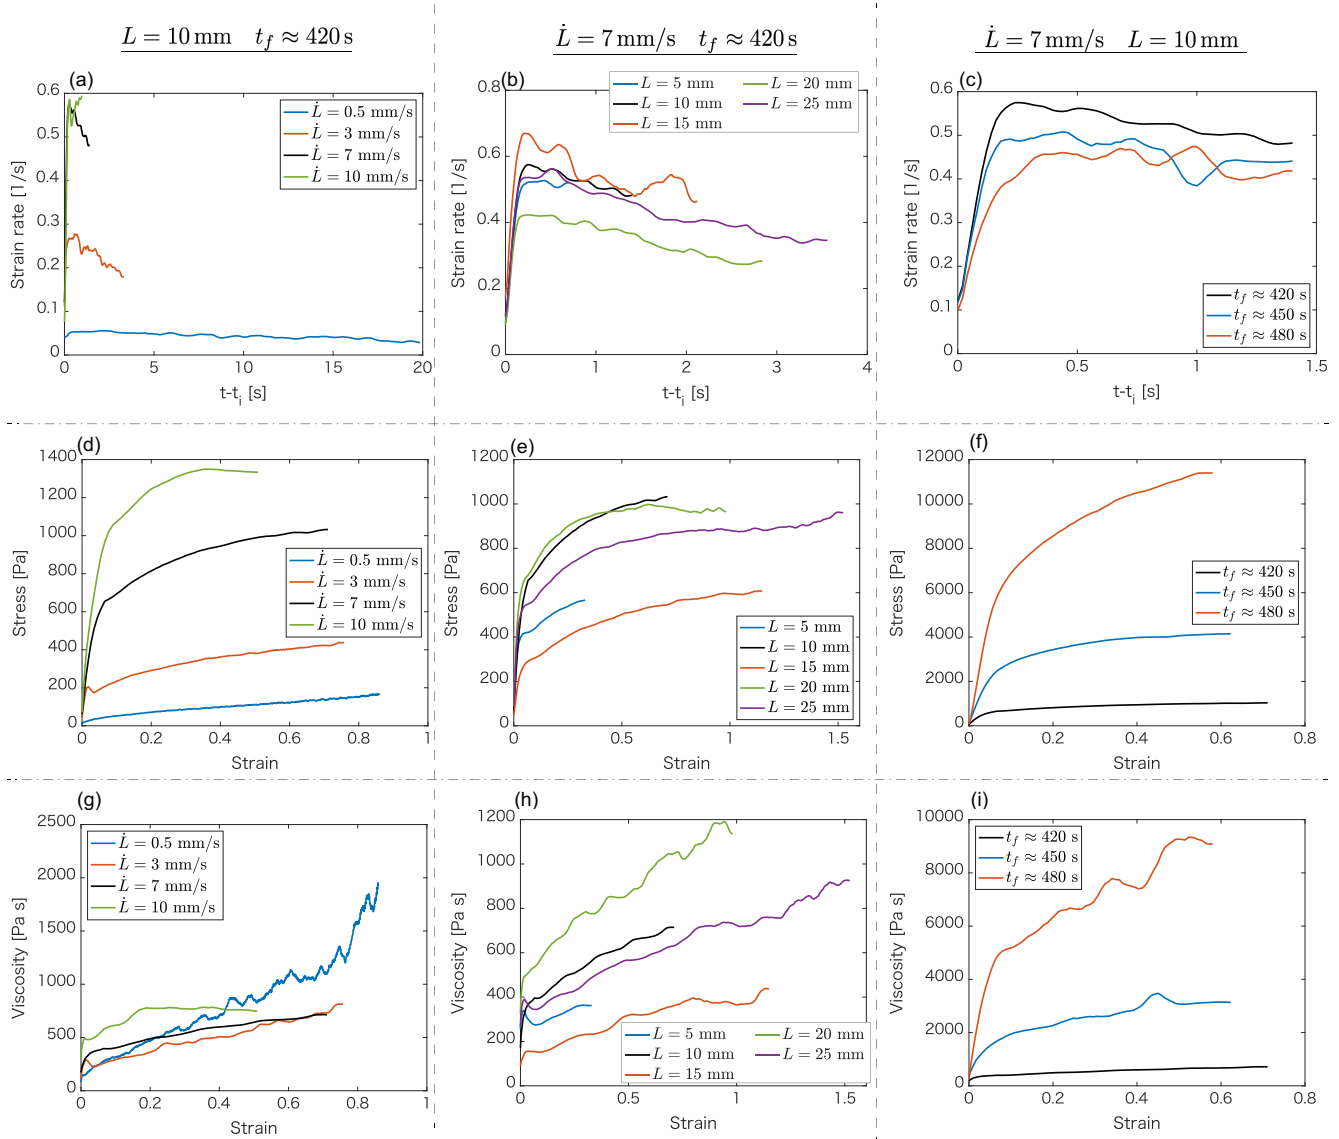 L = 10 mm t_f ≈ 420 s
L̇ = 7 mm/s t_f ≈ 420 s
L̇ = 7 mm/s L = 10 mm
(a)
Strain rate [1/s]
0.6
0.5
0.4
0.3
0.2
0.1
0
0 5 10 15 20
t-t_i [s]
L̇ = 0.5 mm/s
L̇ = 3 mm/s
L̇ = 7 mm/s
L̇ = 10 mm/s
(b)
Strain rate [1/s]
0.8
0.6
0.4
0.2
0
0 1 2 3 4
t-t_i [s]
L = 5 mm
L = 10 mm
L = 15 mm
L = 20 mm
L = 25 mm
(c)
Strain rate [1/s]
0.6
0.5
0.4
0.3
0.2
0.1
0
0 0.5 1 1.5
t-t_i [s]
t_f ≈ 420 s
t_f ≈ 450 s
t_f ≈ 480 s
(d)
Stress [Pa]
1400
1200
1000
800
600
400
200
0
0 0.2 0.4 0.6 0.8 1
Strain
L̇ = 0.5 mm/s
L̇ = 3 mm/s
L̇ = 7 mm/s
L̇ = 10 mm/s
(e)
Stress [Pa]
1200
1000
800
600
400
200
0
0 0.5 1 1.5
Strain
L = 5 mm
L = 10 mm
L = 15 mm
L = 20 mm
L = 25 mm
(f)
Stress [Pa]
12000
10000
8000
6000
4000
2000
0
0 0.2 0.4 0.6 0.8
Strain
t_f ≈ 420 s
t_f ≈ 450 s
t_f ≈ 480 s
(g)
Viscosity [Pa s]
2500
2000
1500
1000
500
0
0 0.2 0.4 0.6 0.8 1
Strain
L̇ = 0.5 mm/s
L̇ = 3 mm/s
L̇ = 7 mm/s
L̇ = 10 mm/s
(h)
Viscosity [Pa s]
1200
1000
800
600
400
200
0
0 0.5 1 1.5
Strain
L = 5 mm
L = 10 mm
L = 15 mm
L = 20 mm
L = 25 mm
(i)
Viscosity [Pa s]
10000
8000
6000
4000
2000
0
0 0.2 0.4 0.6 0.8
Strain
t_f ≈ 420 s
t_f ≈ 450 s
t_f ≈ 480 s